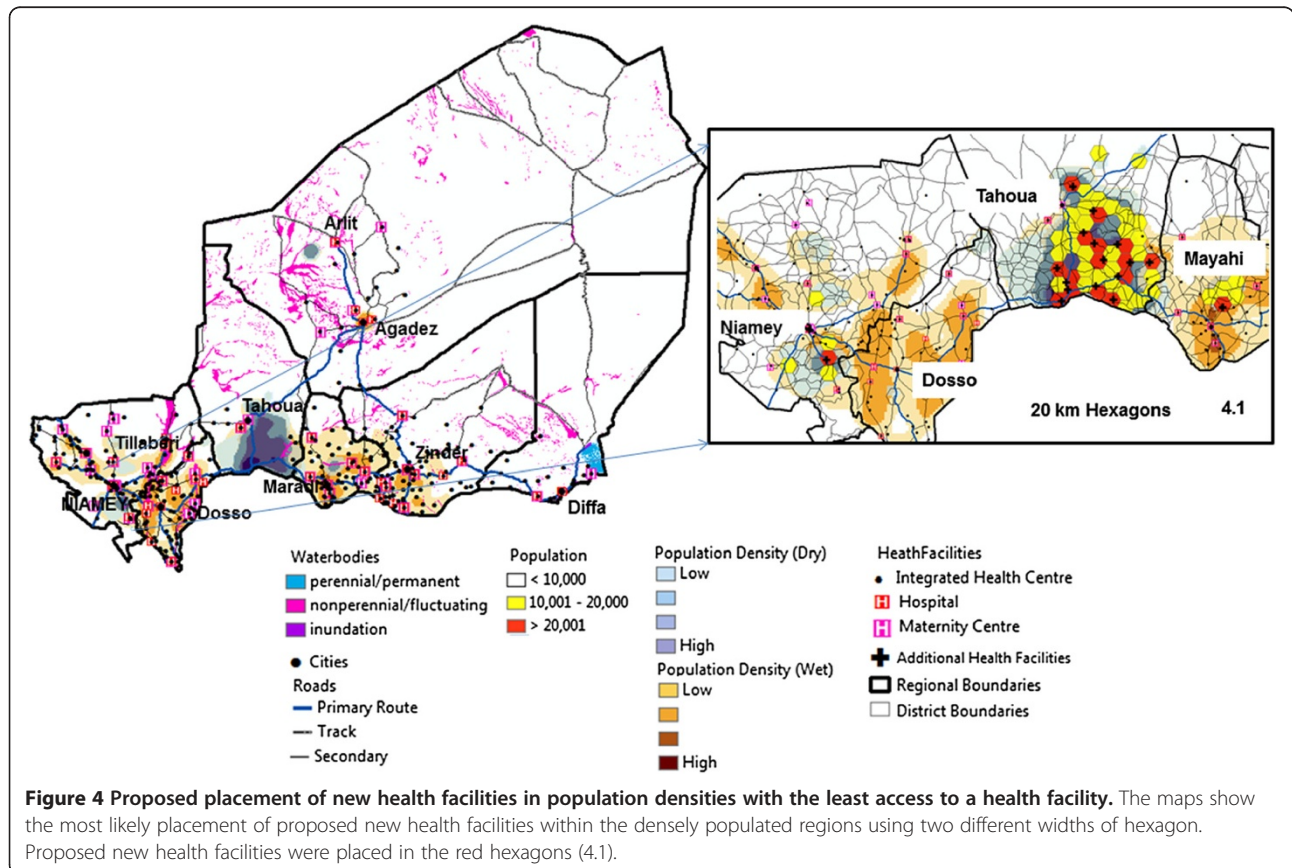 Arlit
Agadez
Tahoua
Tillaberi
Zinder
Maradi
NIAMEY
Dosso
Diffa
Tahoua
Mayahi
Niamey
Dosso
20 km Hexagons 4.1
Waterbodies
perennial/permanent
nonperennial/fluctuating
inundation
Cities
Roads
Primary Route
Track
Secondary
Population
< 10,000
10,001 - 20,000
> 20,001
Population Density (Dry)
Low
High
Population Density (Wet)
Low
High
HeathFacilities
Integrated Health Centre
H Hospital
H Maternity Centre
Additional Health Facilities
Regional Boundaries
District Boundaries
Figure 4 Proposed placement of new health facilities in population densities with the least access to a health facility. The maps show
the most likely placement of proposed new health facilities within the densely populated regions using two different widths of hexagon.
Proposed new health facilities were placed in the red hexagons (4.1).